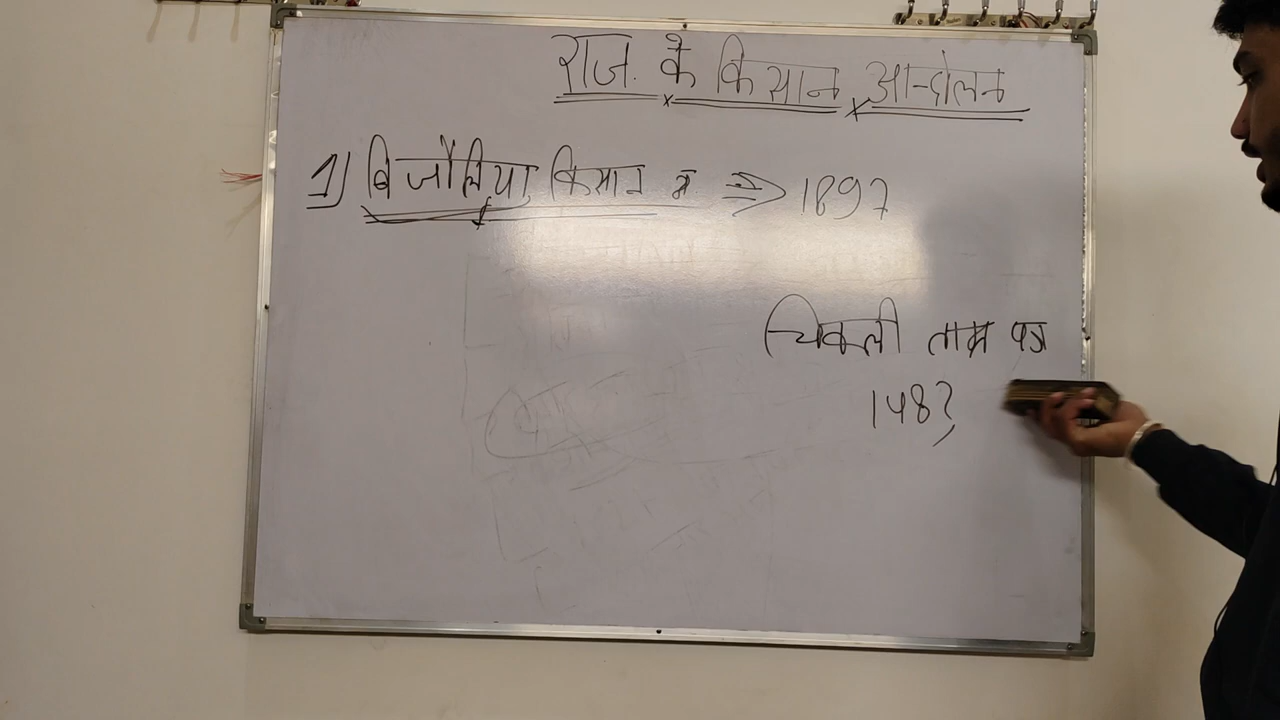 राज. के किसान आन्दोलन
1) बिजौलिया किसान => 1897
चिकली ताम्र पत्र
1483